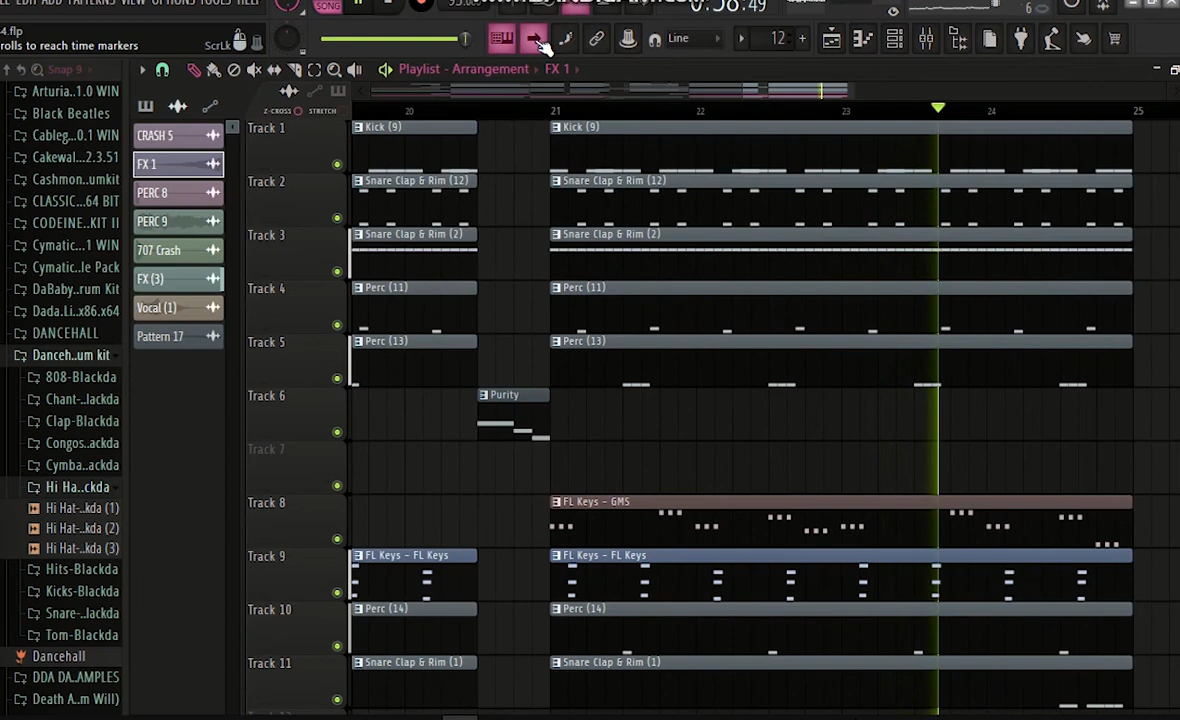 SONG
0:38:49
6
4.flp
rolls to reach time markers
ScrLk
Line
12
Snap 9
Playlist - Arrangement › FX 1 ›
Z-CROSS
STRETCH
20
21
22
23
24
25
Arturia..1.0 WIN
Black Beatles
Cableg...0.1 WIN
Cakewal...2.3.51
Cashmon..umkit
CLASSIC...64 BIT
CODEINE..KIT II
Cymatic...1 WIN
Cymatic..le Pack
DaBaby..rum Kit
Dada.Li..x86.x64
DANCEHALL
Danceh..um kit
808-Blackda
Chant-..lackda
Clap-Blackda
Congos..ackda
Cymba..ackda
Hi Ha...ckda
Hi Hat-..kda (1)
Hi Hat-..kda (2)
Hi Hat-..kda (3)
Hits-Blackda
Kicks-Blackda
Snare-..lackda
Tom-Blackda
Dancehall
DDA DA..AMPLES
Death A..m Will)
CRASH 5
FX 1
PERC 8
PERC 9
707 Crash
FX (3)
Vocal (1)
Pattern 17
Track 1
Kick (9)
Kick (9)
Track 2
Snare Clap & Rim (12)
Snare Clap & Rim (12)
Track 3
Snare Clap & Rim (2)
Snare Clap & Rim (2)
Track 4
Perc (11)
Perc (11)
Track 5
Perc (13)
Perc (13)
Track 6
Purity
Track 7
Track 8
FL Keys - GMS
Track 9
FL Keys - FL Keys
FL Keys - FL Keys
Track 10
Perc (14)
Perc (14)
Track 11
Snare Clap & Rim (1)
Snare Clap & Rim (1)